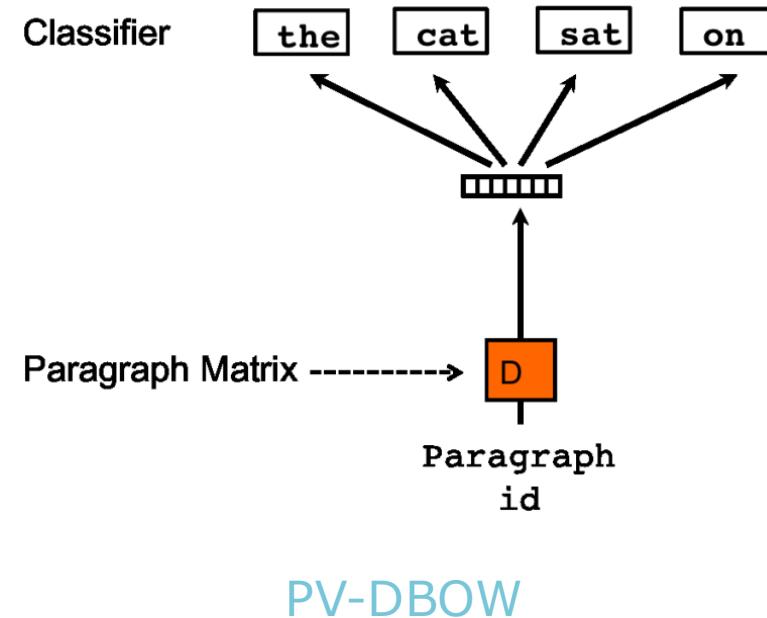 Classifier the cat sat on
Paragraph Matrix D
Paragraph
id
PV-DBOW